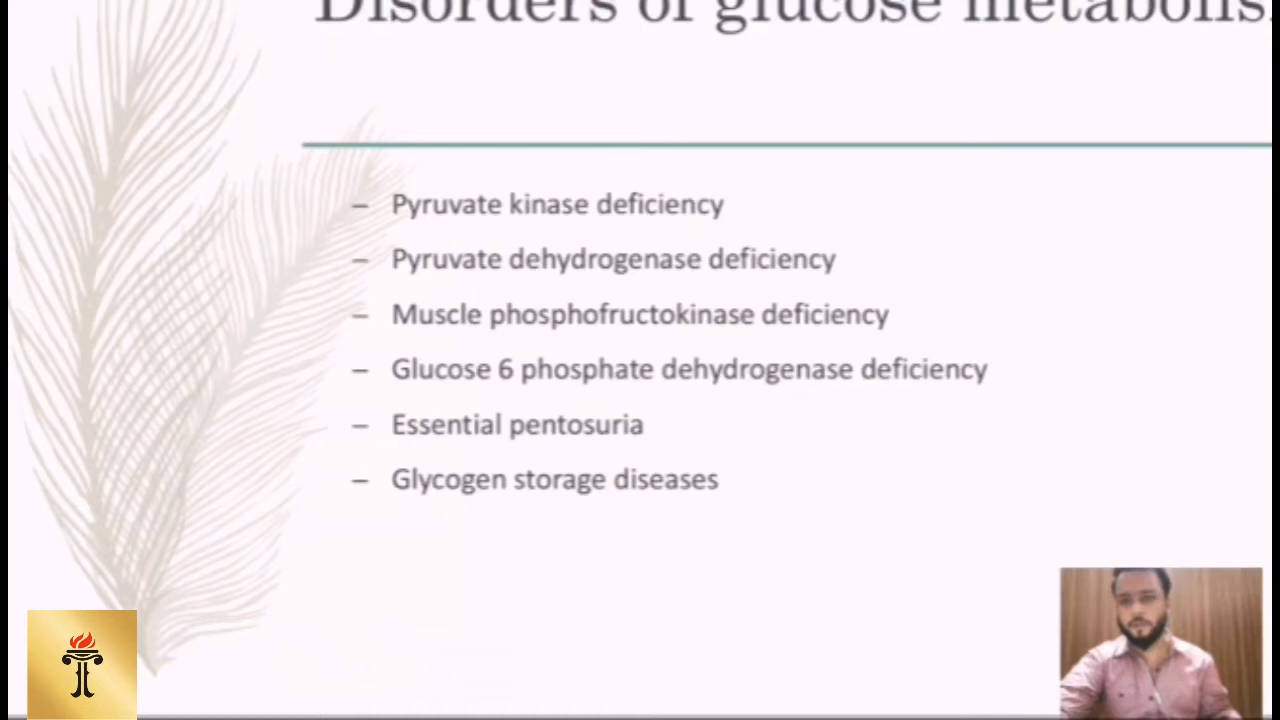 Disorders of glucose metabolis
– Pyruvate kinase deficiency
– Pyruvate dehydrogenase deficiency
– Muscle phosphofructokinase deficiency
– Glucose 6 phosphate dehydrogenase deficiency
– Essential pentosuria
– Glycogen storage diseases